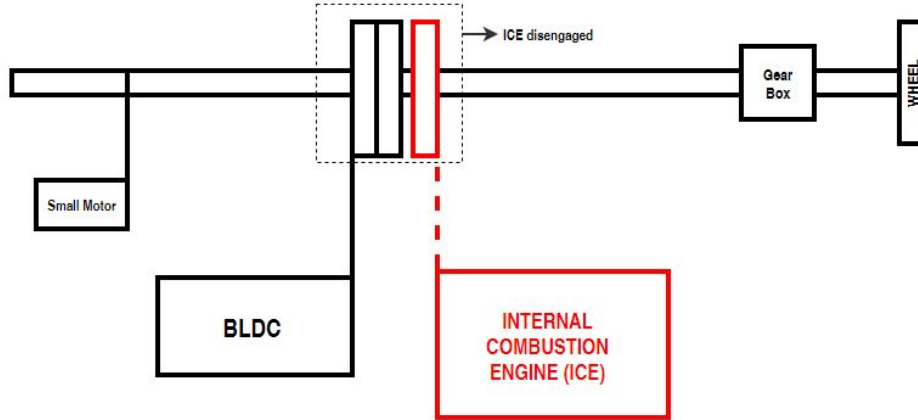 ICE disengaged
Gear
Box
WHEEL
Small Motor
BLDC
INTERNAL
COMBUSTION
ENGINE (ICE)